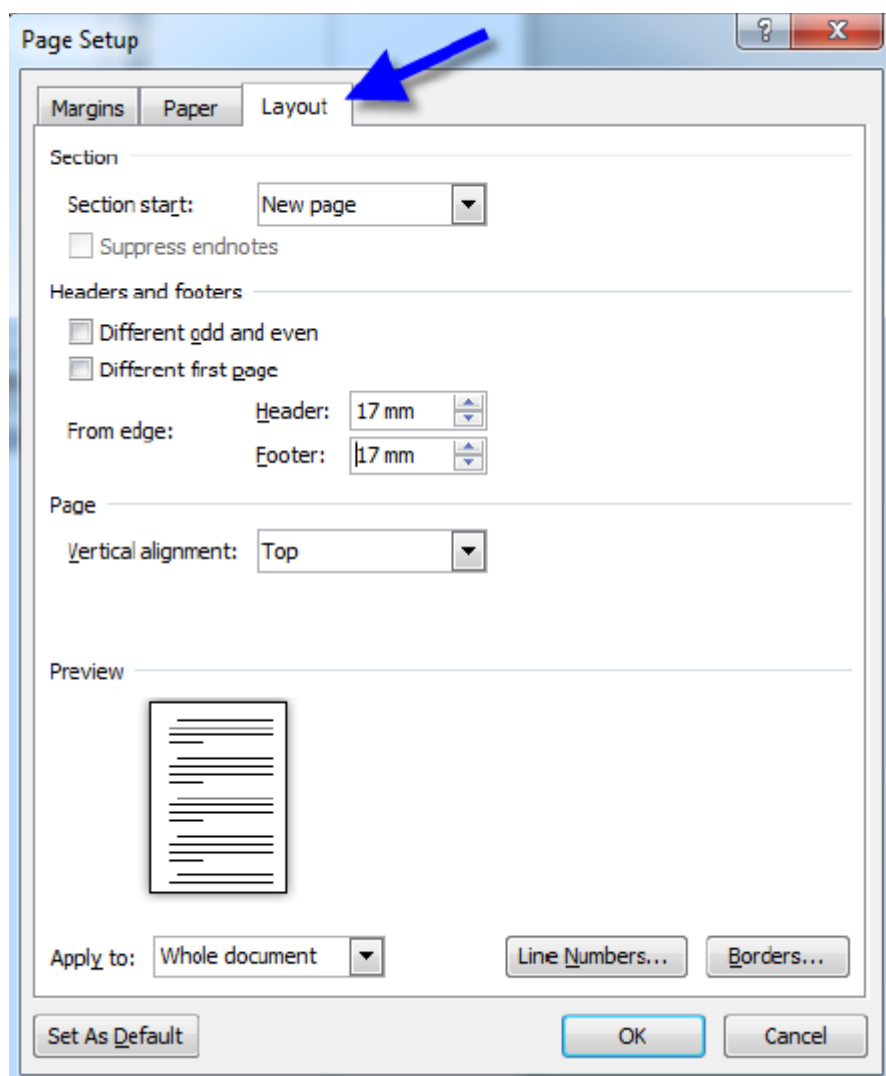 Page Setup
Margins Paper Layout
Section
Section start: New page
Suppress endnotes
Headers and footers
Different odd and even
Different first page
From edge:
Header: 17 mm
Footer: 17 mm
Page
Vertical alignment: Top
Preview
Apply to: Whole document Line Numbers... Borders...
Set As Default OK Cancel